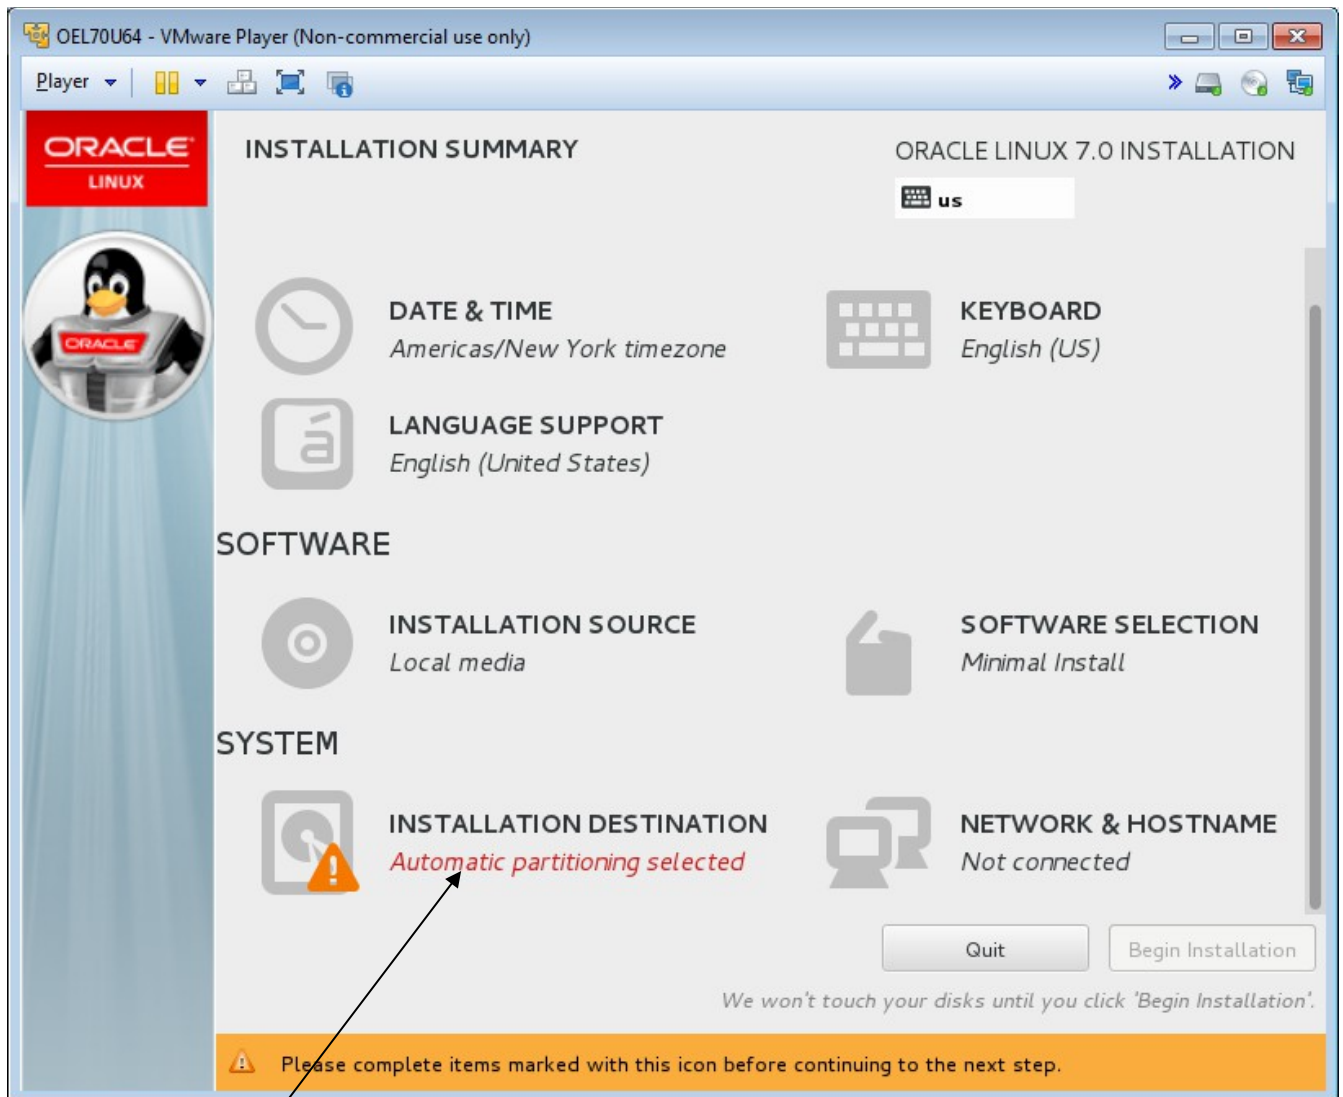 OEL70U64 - VMware Player (Non-commercial use only)
Player
ORACLE
LINUX
INSTALLATION SUMMARY
ORACLE LINUX 7.0 INSTALLATION
us
ORACLE
DATE & TIME
Americas/New York timezone
KEYBOARD
English (US)
á
LANGUAGE SUPPORT
English (United States)
SOFTWARE
INSTALLATION SOURCE
Local media
SOFTWARE SELECTION
Minimal Install
SYSTEM
INSTALLATION DESTINATION
Automatic partitioning selected
NETWORK & HOSTNAME
Not connected
Quit
Begin Installation
We won't touch your disks until you click 'Begin Installation'.
Please complete items marked with this icon before continuing to the next step.